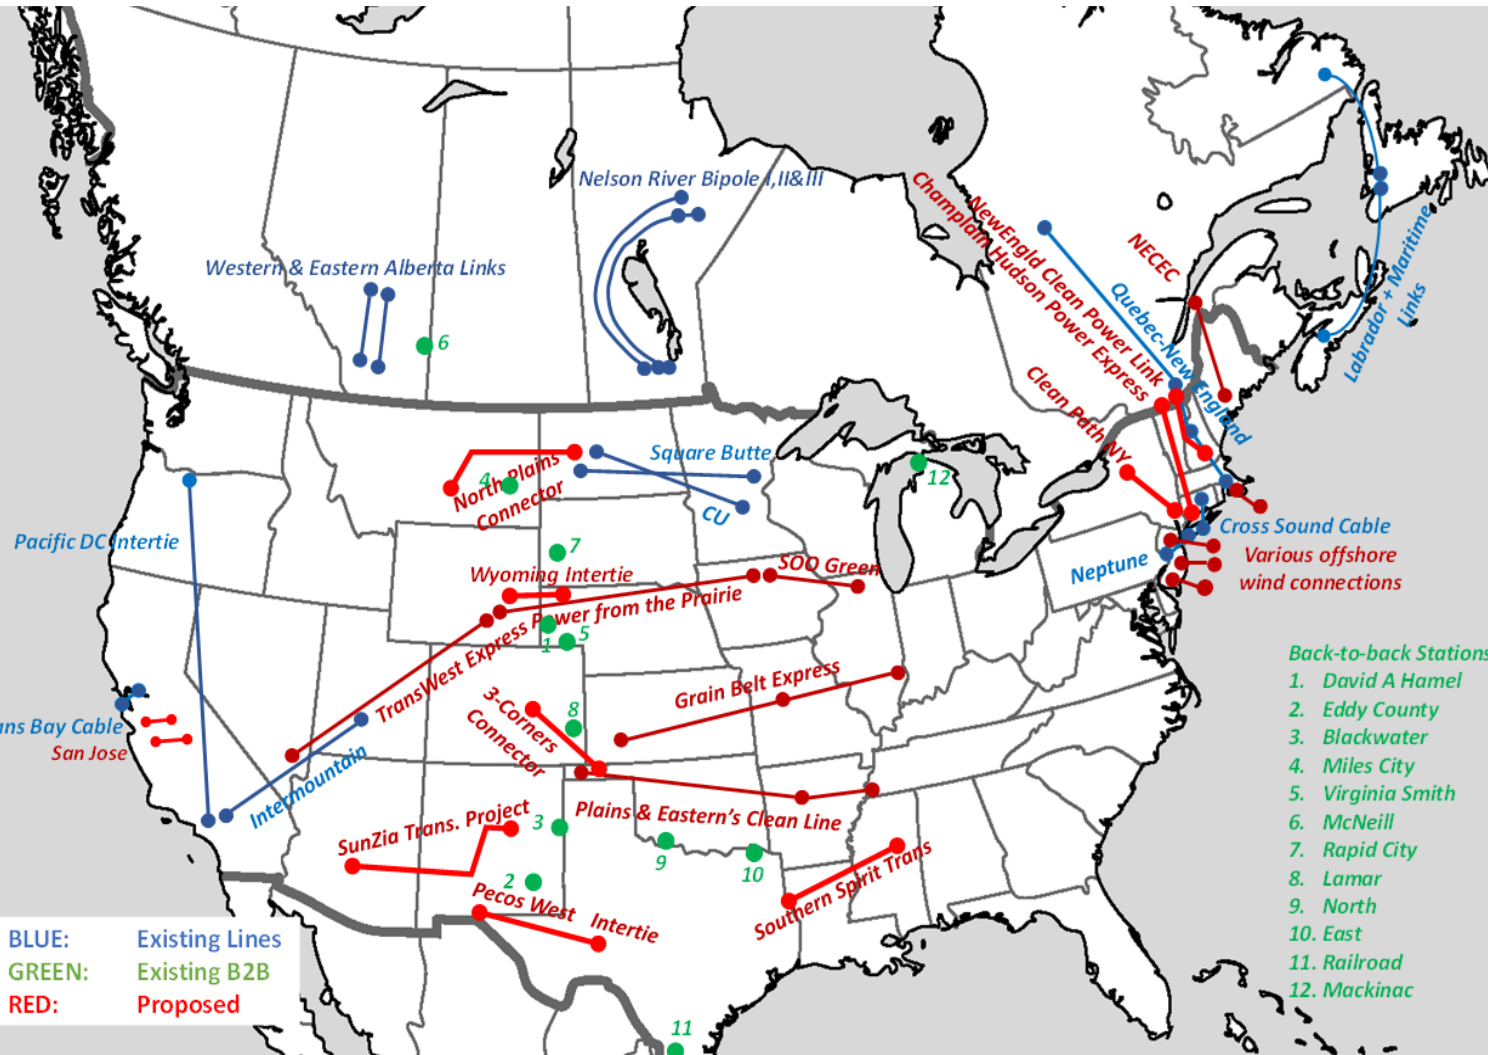 Nelson River Bipole I,II&III
Western & Eastern Alberta Links
6
Champlain Hudson Power Express
NewEngld Clean Power Link
NECEC
Quebec-New England
Labrador + Maritime
Links
Clean Path NY
Square Butte
CU
North Plains
Connector
4
12
Pacific DC Intertie
7
Wyoming Intertie
SOO Green
Cross Sound Cable
Various offshore
wind connections
Neptune
TransWest Express
Power from the Prairie
1
5
Grain Belt Express
3-Corners
Connector
8
ans Bay Cable
San Jose
Intermountain
SunZia Trans. Project
3
Plains & Eastern's Clean Line
9
10
2
Pecos West Intertie
Southern Spirit Trans
11
Back-to-back Stations
1. David A Hamel
2. Eddy County
3. Blackwater
4. Miles City
5. Virginia Smith
6. McNeill
7. Rapid City
8. Lamar
9. North
10. East
11. Railroad
12. Mackinac
BLUE: Existing Lines
GREEN: Existing B2B
RED: Proposed